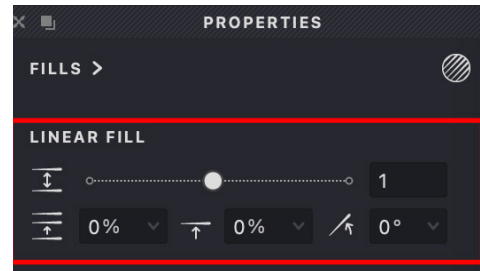 PROPERTIES
FILLS >
LINEAR FILL
1
0% 0% 0°